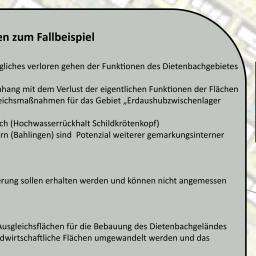 en zum Fallbeispiel
gliches verloren gehen der Funktionen des Dietenbachgebietes
hang mit dem Verlust der eigentlichen Funktionen der Flächen
eichsmaßnahmen für das Gebiet „Erdaushubzwischenlager
ch (Hochwasserrückhalt Schildkrötenkopf)
rn (Bahlingen) sind Potenzial weiterer gemarkungsinterner
erung sollen erhalten werden und können nicht angemessen
Ausgleichsflächen für die Bebauung des Dietenbachgeländes
dwirtschaftliche Flächen umgewandelt werden und das